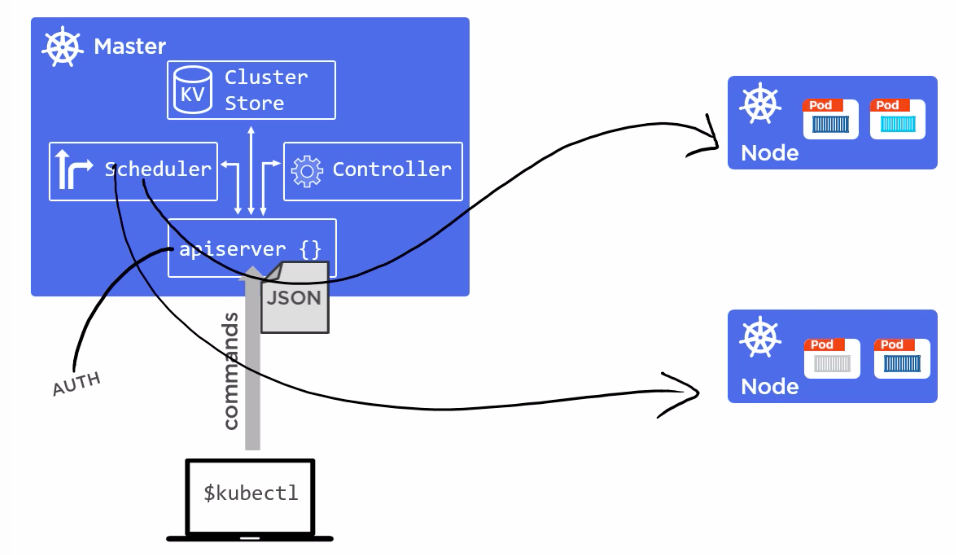 Master
Cluster
Store
KV
Scheduler
Controller
apiserver {}
JSON
commands
AUTH
$kubectl
Pod
Pod
Node
Pod
Pod
Node